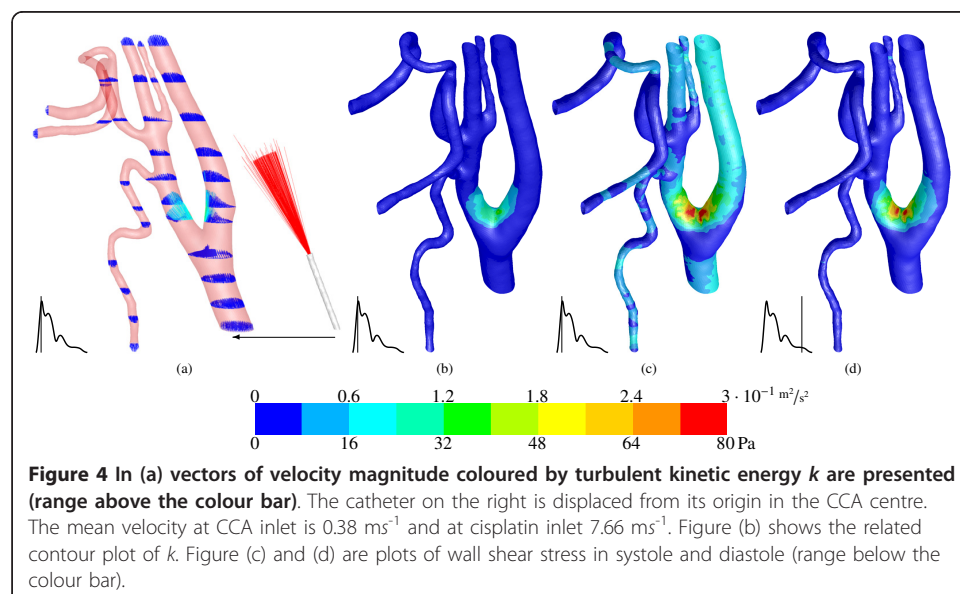 (a) (b) (c) (d)
0 0.6 1.2 1.8 2.4 3 · 10⁻¹ m²/s²
0 16 32 48 64 80 Pa
Figure 4 In (a) vectors of velocity magnitude coloured by turbulent kinetic energy k are presented
(range above the colour bar). The catheter on the right is displaced from its origin in the CCA centre.
The mean velocity at CCA inlet is 0.38 ms⁻¹ and at cisplatin inlet 7.66 ms⁻¹. Figure (b) shows the related
contour plot of k. Figure (c) and (d) are plots of wall shear stress in systole and diastole (range below the
colour bar).